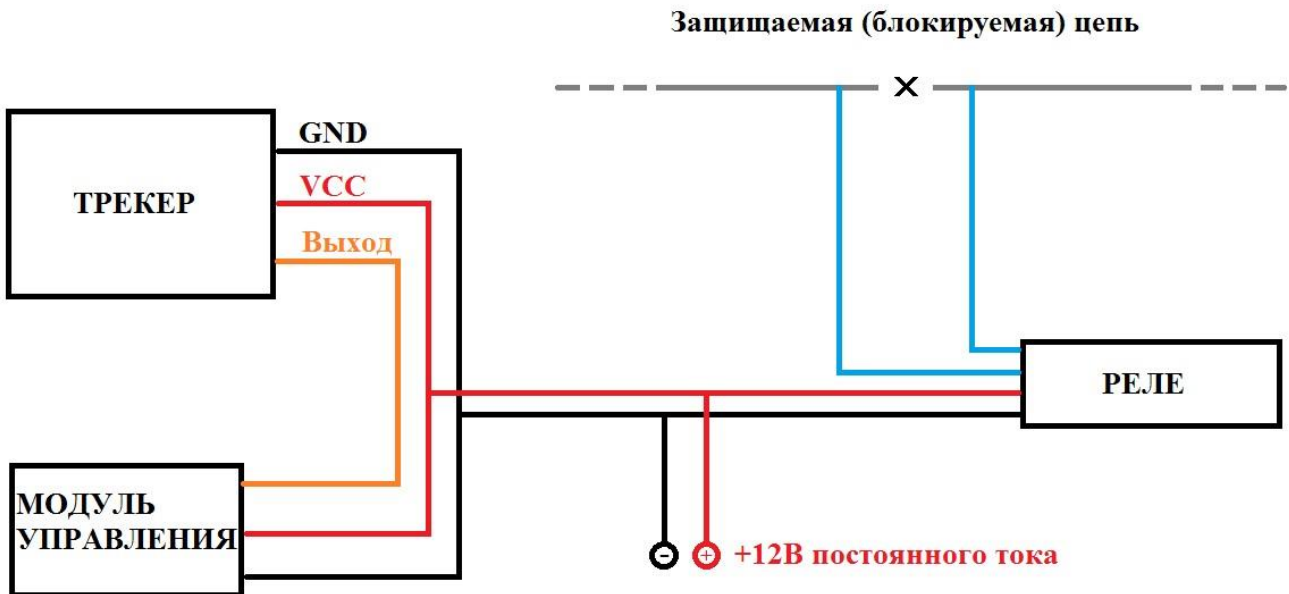 Защищаемая (блокируемая) цепь
GND
VCC
ТРЕКЕР
Выход
РЕЛЕ
МОДУЛЬ
УПРАВЛЕНИЯ
- + +12В постоянного тока